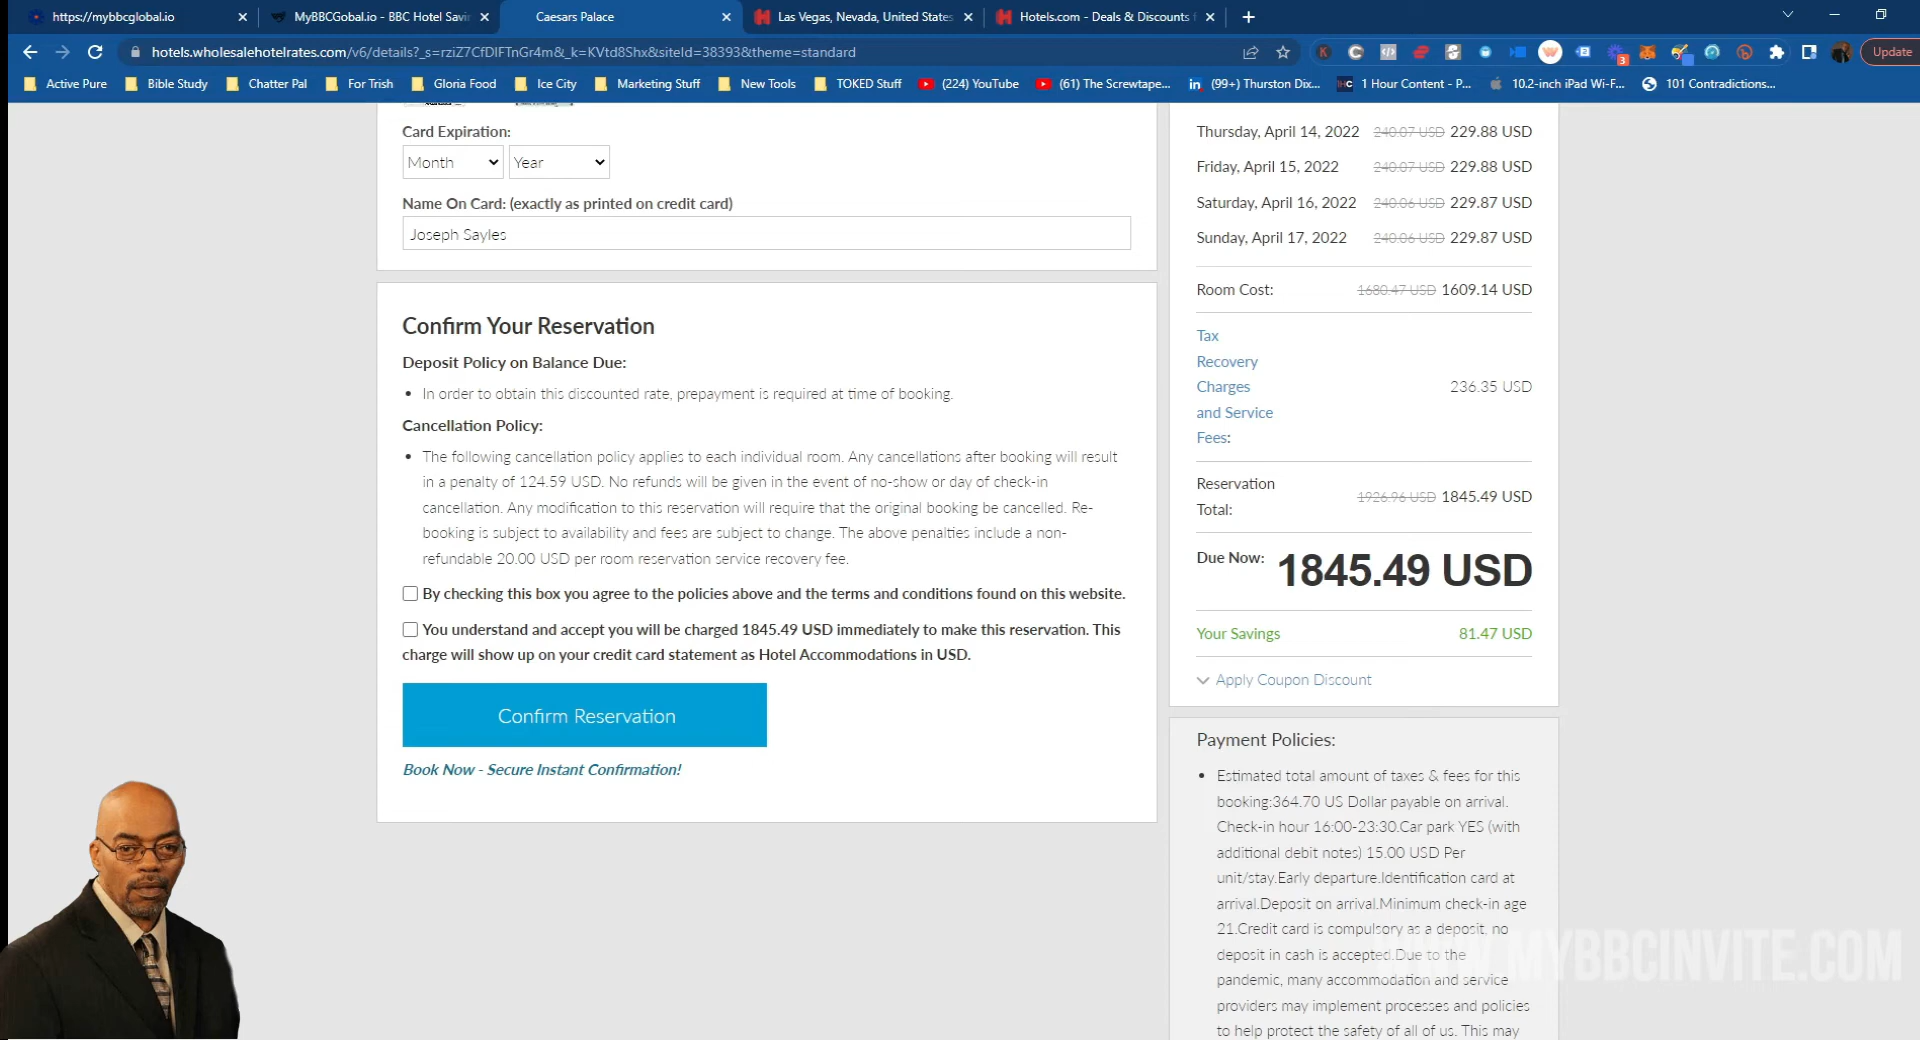 https://mybbcglobal.io
MyBBCGobal.io - BBC Hotel Savi
Caesars Palace
Las Vegas, Nevada, United States
Hotels.com - Deals & Discounts f
hotels.wholesalehotelrates.com/v6/details?_s=rziZ7CfDlFTnGr4m&_k=KVtd8Shx&siteId=38393&theme=standard
Update
Active Pure
Bible Study
Chatter Pal
For Trish
Gloria Food
Ice City
Marketing Stuff
New Tools
TOKED Stuff
(224) YouTube
(61) The Screwtape...
(99+) Thurston Dix...
1 Hour Content - P...
10.2-inch iPad Wi-F...
101 Contradictions...
Card Expiration:
Month
Year
Name On Card: (exactly as printed on credit card)
Joseph Sayles
Confirm Your Reservation
Deposit Policy on Balance Due:
• In order to obtain this discounted rate, prepayment is required at time of booking.
Cancellation Policy:
• The following cancellation policy applies to each individual room. Any cancellations after booking will result
in a penalty of 124.59 USD. No refunds will be given in the event of no-show or day of check-in
cancellation. Any modification to this reservation will require that the original booking be cancelled. Re-
booking is subject to availability and fees are subject to change. The above penalties include a non-
refundable 20.00 USD per room reservation service recovery fee.
By checking this box you agree to the policies above and the terms and conditions found on this website.
You understand and accept you will be charged 1845.49 USD immediately to make this reservation. This
charge will show up on your credit card statement as Hotel Accommodations in USD.
Confirm Reservation
Book Now - Secure Instant Confirmation!
Thursday, April 14, 2022 240.07 USD 229.88 USD
Friday, April 15, 2022 240.07 USD 229.88 USD
Saturday, April 16, 2022 240.06 USD 229.87 USD
Sunday, April 17, 2022 240.06 USD 229.87 USD
Room Cost: 1680.47 USD 1609.14 USD
Tax
Recovery
Charges 236.35 USD
and Service
Fees:
Reservation
Total: 1926.96 USD 1845.49 USD
Due Now: 1845.49 USD
Your Savings 81.47 USD
Apply Coupon Discount
Payment Policies:
• Estimated total amount of taxes & fees for this
booking:364.70 US Dollar payable on arrival.
Check-in hour 16:00-23:30.Car park YES (with
additional debit notes) 15.00 USD Per
unit/stay.Early departure.Identification card at
arrival.Deposit on arrival.Minimum check-in age
21.Credit card is compulsory as a deposit, no
deposit in cash is accepted.Due to the
pandemic, many accommodation and service
providers may implement processes and policies
to help protect the safety of all of us. This may
WWW.MYBBCINVITE.COM